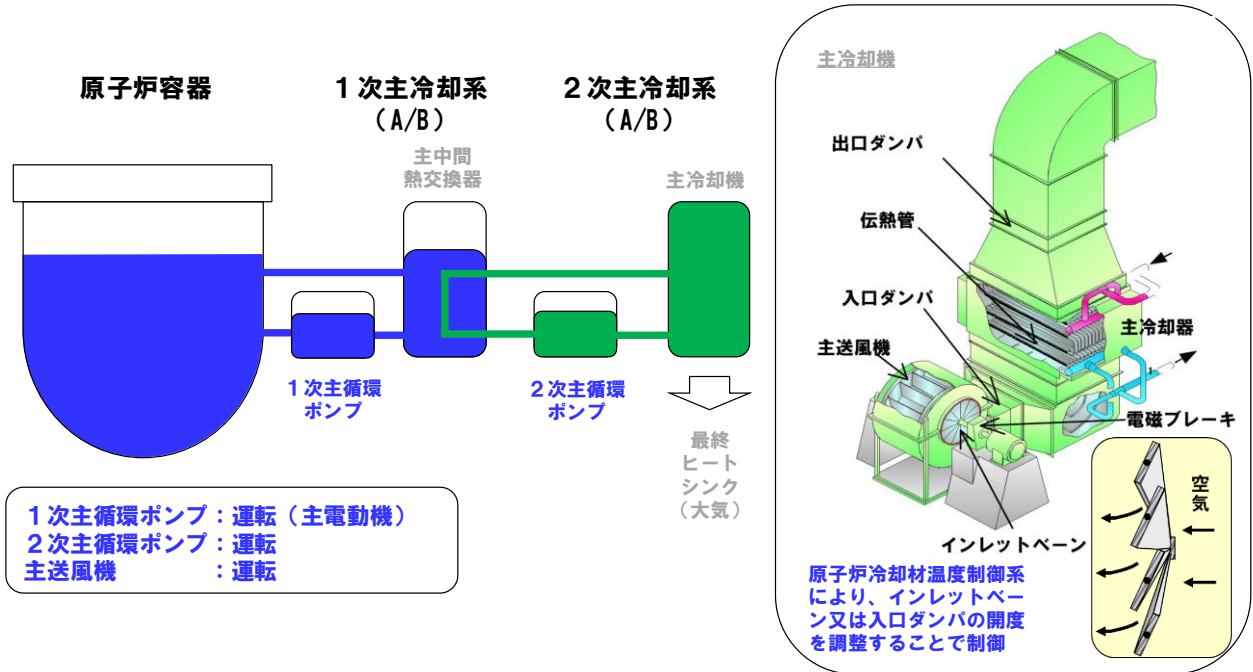 原子炉容器
1次主冷却系
(A/B)
主中間
熱交換器
2次主冷却系
(A/B)
主冷却機
1次主循環
ポンプ
2次主循環
ポンプ
最終
ヒート
シンク
(大気)
1次主循環ポンプ:運転(主電動機)
2次主循環ポンプ:運転
主送風機 :運転
主冷却機
出口ダンパ
伝熱管
入口ダンパ
主冷却器
主送風機
電磁ブレーキ
インレットベーン
空気
原子炉冷却材温度制御系
により、インレットベー
ン又は入口ダンパの開度
を調整することで制御